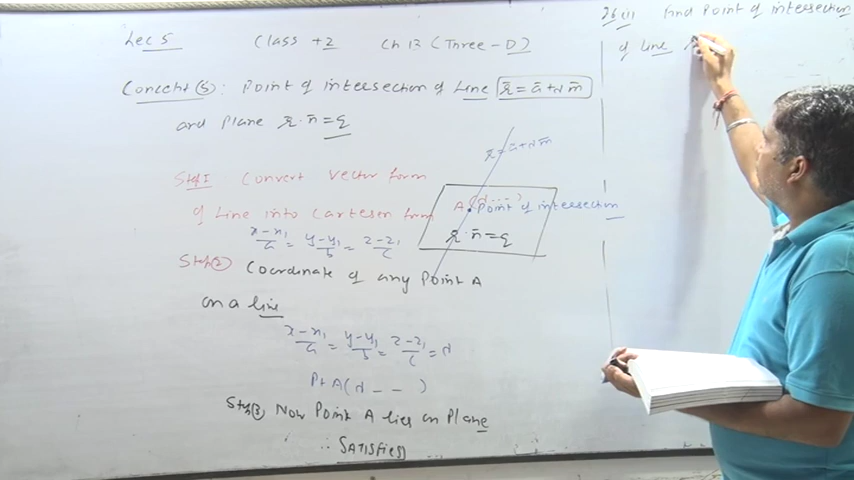 Lec 5 Class +2 Ch 13 (Three-D)
Concept (5): Point of intersection of Line r̄ = ā + λ m̄
and Plane r̄ . n̄ = q
Step I: Convert Vector form
of Line into Cartesen form
x-x₁/a = y-y₁/b = z-z₁/c
Step (2) Coordinate of any Point A
on a line
x-x₁/a = y-y₁/b = z-z₁/c = λ
Pt A(λ - - )
Step (3) Now Point A lies on Plane
∴ SATISFIES
r̄ = ā + λ m̄
A (λ - - -)
Point of intersection
r̄ . n̄ = q
26 (i) Find Point of intersection
of line r